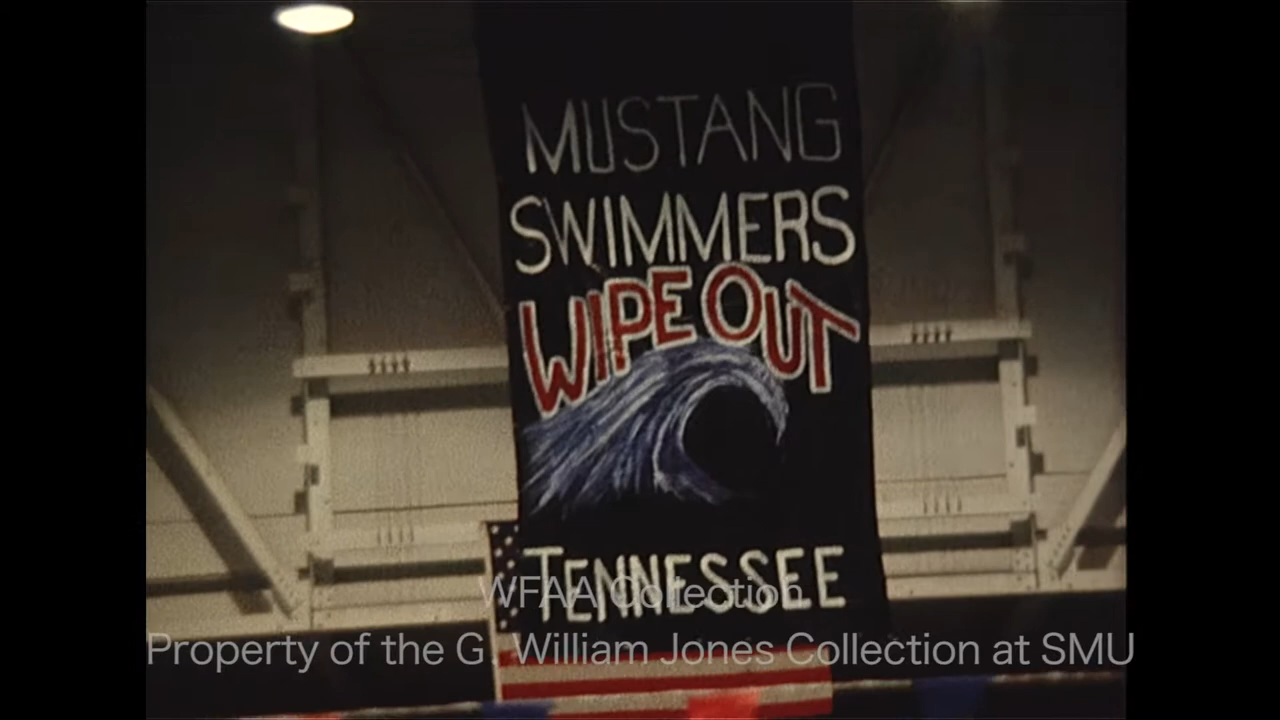 MUSTANG
SWIMMERS
WIPE OUT
TENNESSEE
WFAA Collection
Property of the G. William Jones Collection at SMU